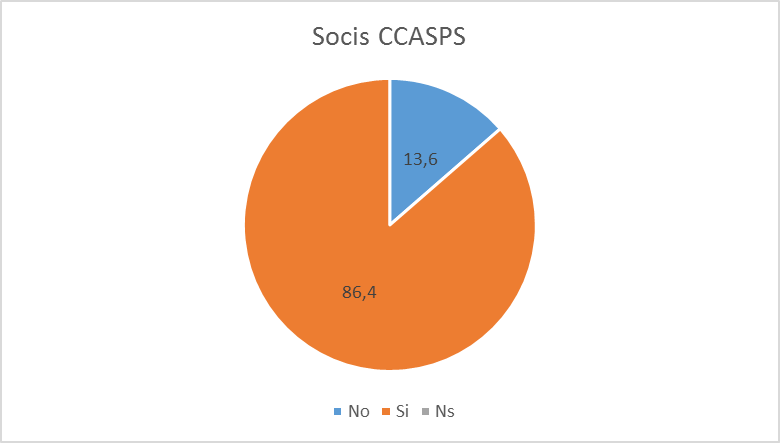 Socis CCASPS
13,6
86,4
No Si Ns